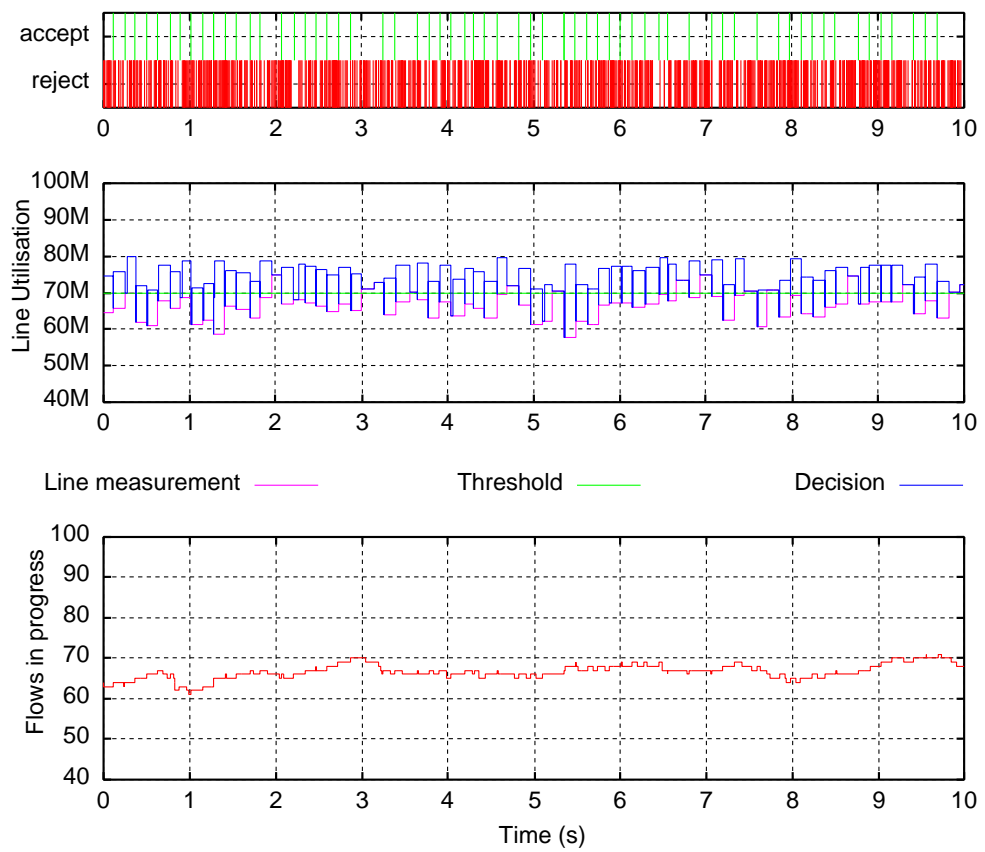 accept
reject
0 1 2 3 4 5 6 7 8 9 10
100M
90M
80M
70M
60M
50M
40M
Line Utilisation
0 1 2 3 4 5 6 7 8 9 10
Line measurement Threshold Decision
100
90
80
70
60
50
40
Flows in progress
0 1 2 3 4 5 6 7 8 9 10
Time (s)